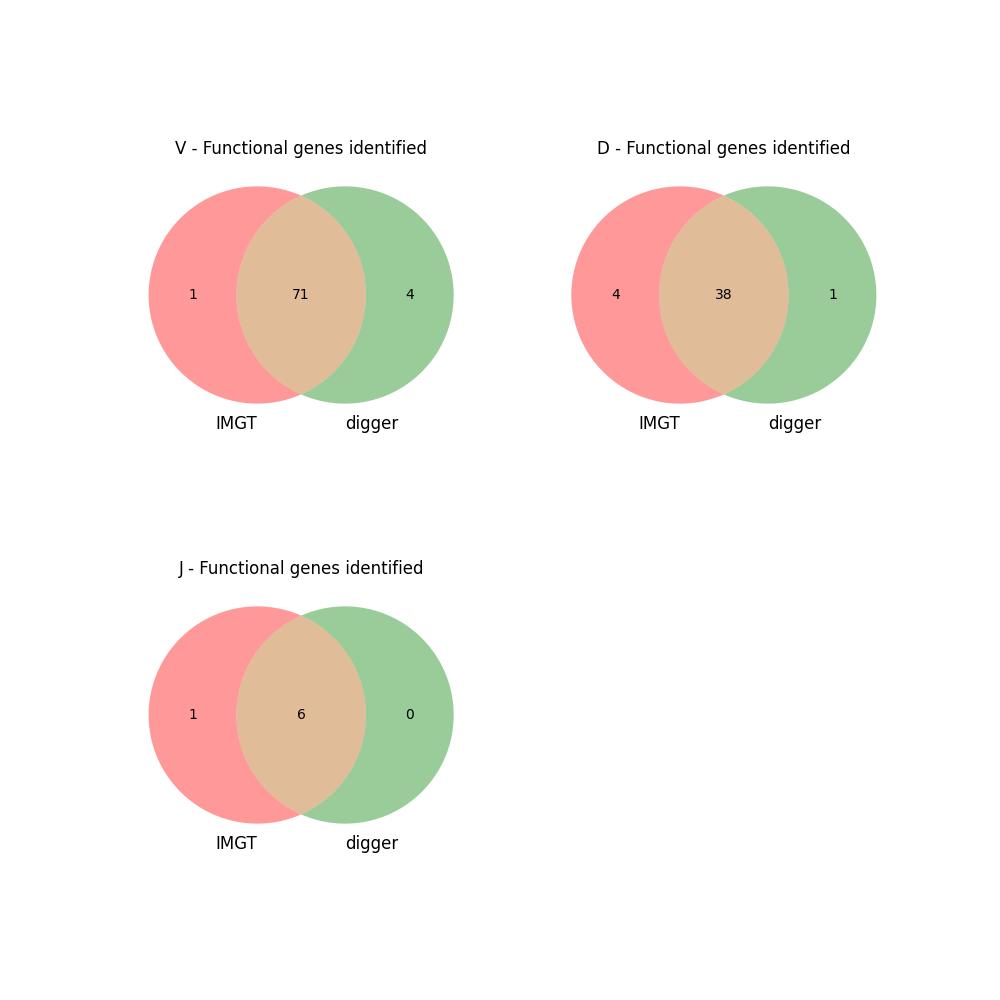 V - Functional genes identified
1
71
4
IMGT
digger
D - Functional genes identified
4
38
1
IMGT
digger
J - Functional genes identified
1
6
0
IMGT
digger